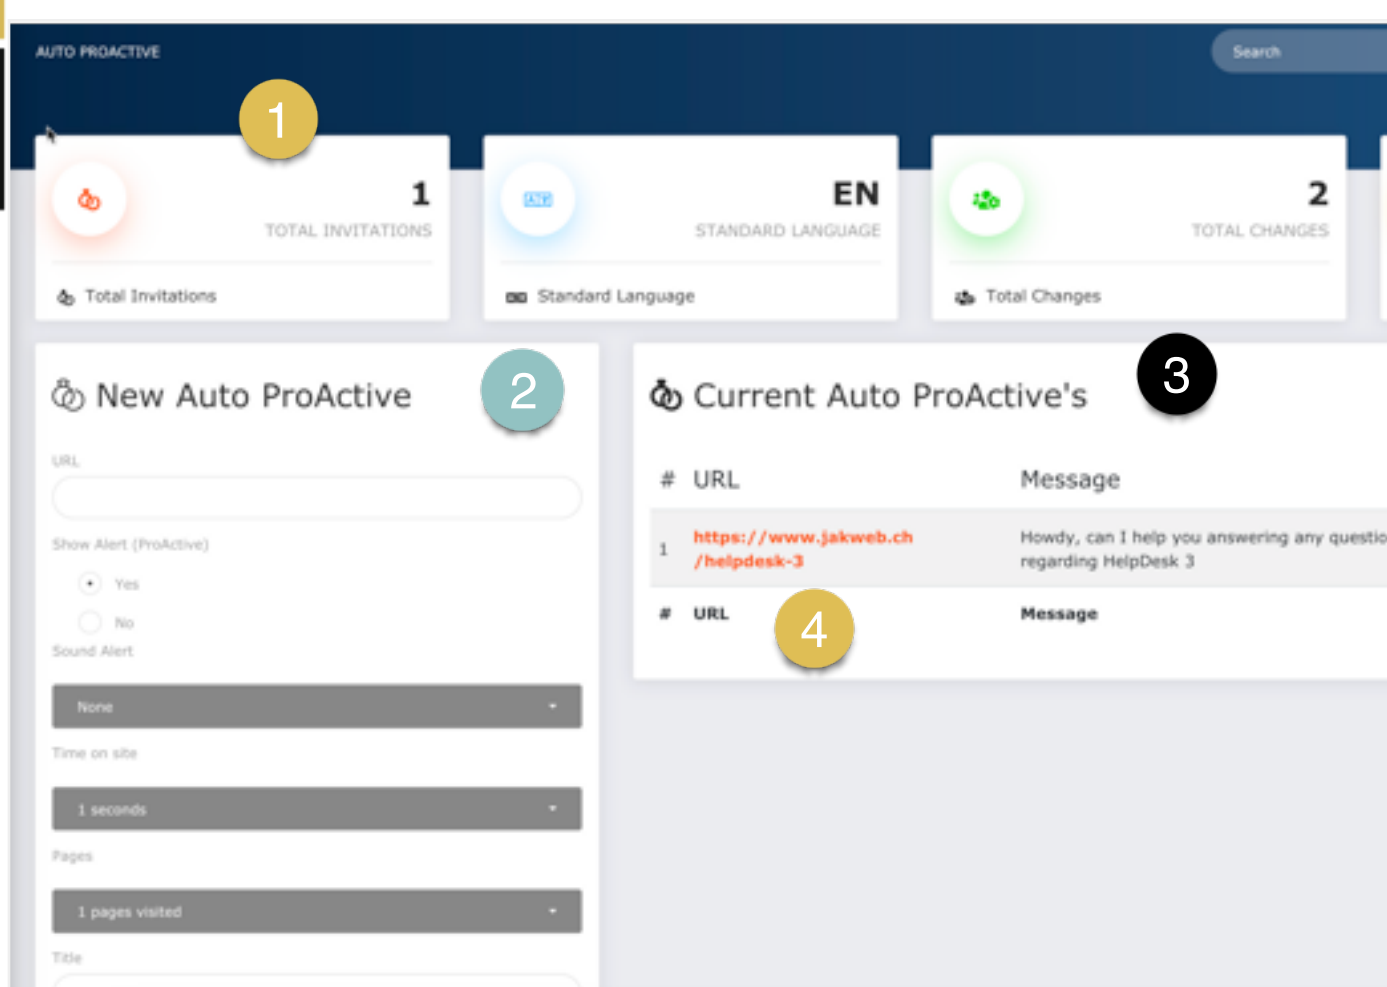 AUTO PROACTIVE
Search
1
1
TOTAL INVITATIONS
Total Invitations
EN
STANDARD LANGUAGE
Standard Language
2
TOTAL CHANGES
Total Changes
New Auto ProActive
2
URL
Show Alert (ProActive)
Yes
No
Sound Alert
None
Time on site
1 seconds
Pages
1 pages visited
Title
Current Auto ProActive's
3
# URL Message
1 https://www.jakweb.ch Howdy, can I help you answering any questio
/helpdesk-3 regarding HelpDesk 3
# URL Message
4